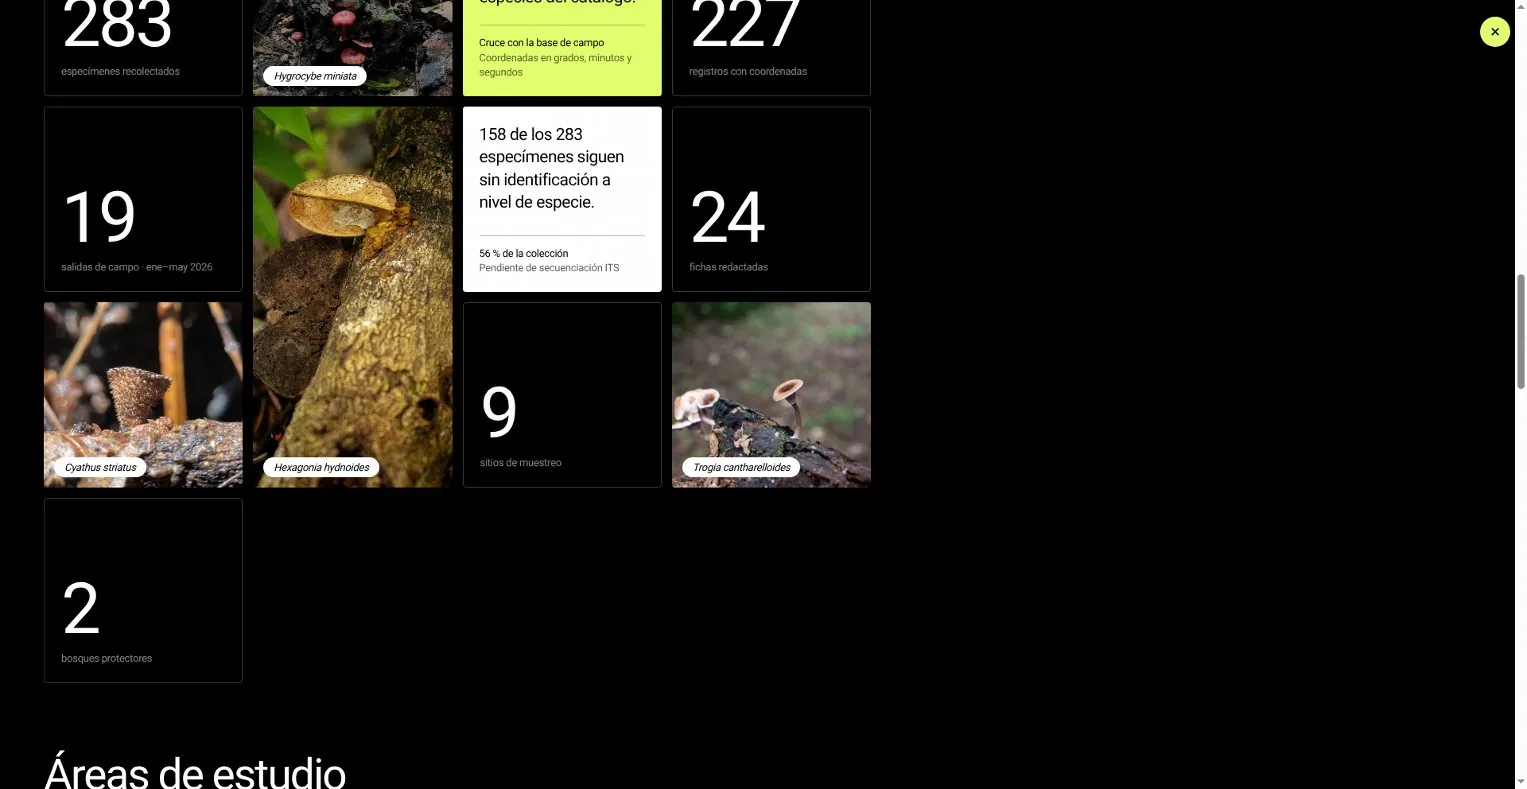 283
especímenes recolectados
Hygrocybe miniata
especies del catálogo.
Cruce con la base de campo
Coordenadas en grados, minutos y
segundos
227
registros con coordenadas
19
salidas de campo · ene–may 2026
158 de los 283
especímenes siguen
sin identificación a
nivel de especie.
56 % de la colección
Pendiente de secuenciación ITS
24
fichas redactadas
Cyathus striatus
Hexagonia hydnoides
9
sitios de muestreo
Trogia cantharelloides
2
bosques protectores
Áreas de estudio